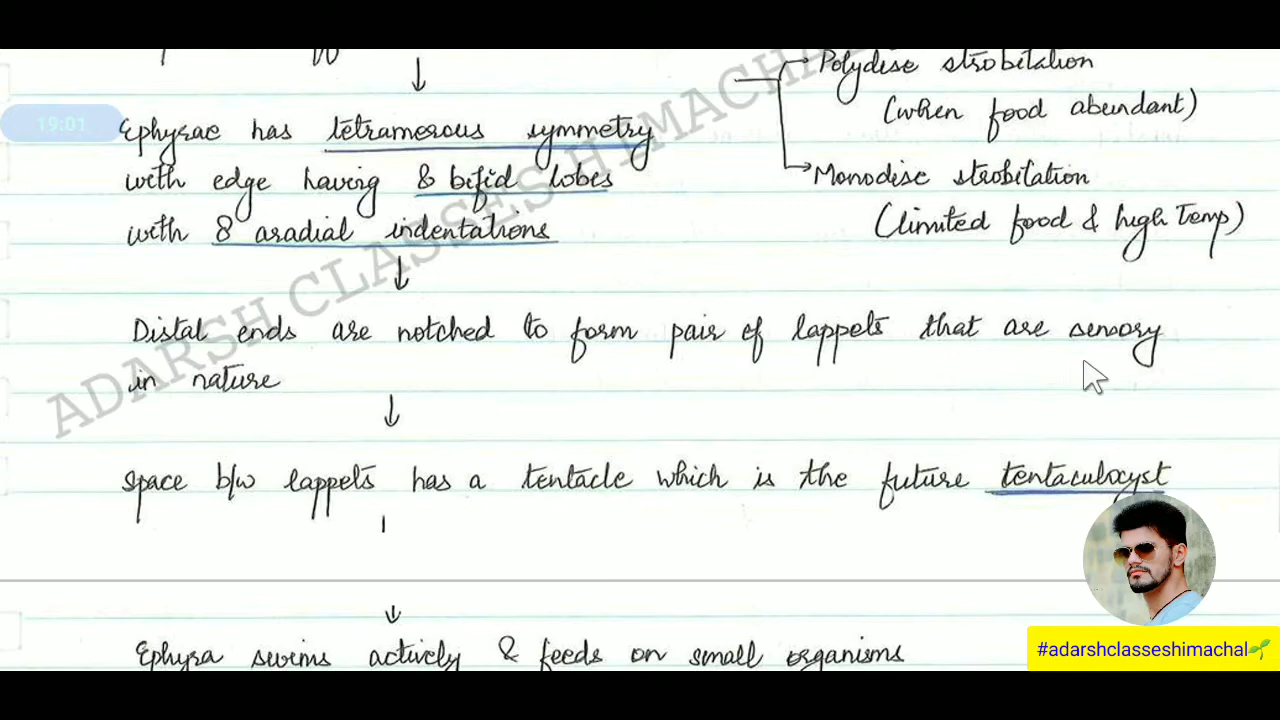 Polydisc strobilation
(when food abundant)
19:01
Ephyrae has tetramerous symmetry
with edge having 8 bifid lobes
Monodisc strobilation
with 8 aradial indentations
(limited food & high Temp)
Distal ends are notched to form pair of lappets that are sensory
in nature
Space b/w lappets has a tentacle which is the future tentaculocyst
Ephyra swims actively & feeds on small organisms
ADARSH CLASSES HIMACHAL
#adarshclasseshimachal🌱